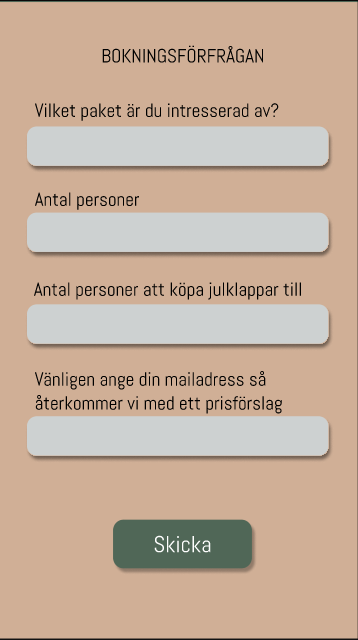 BOKNINGSFÖRFRÅGAN
Vilket paket är du intresserad av?
Antal personer
Antal personer att köpa julklappar till
Vänligen ange din mailadress så
återkommer vi med ett prisförslag
Skicka